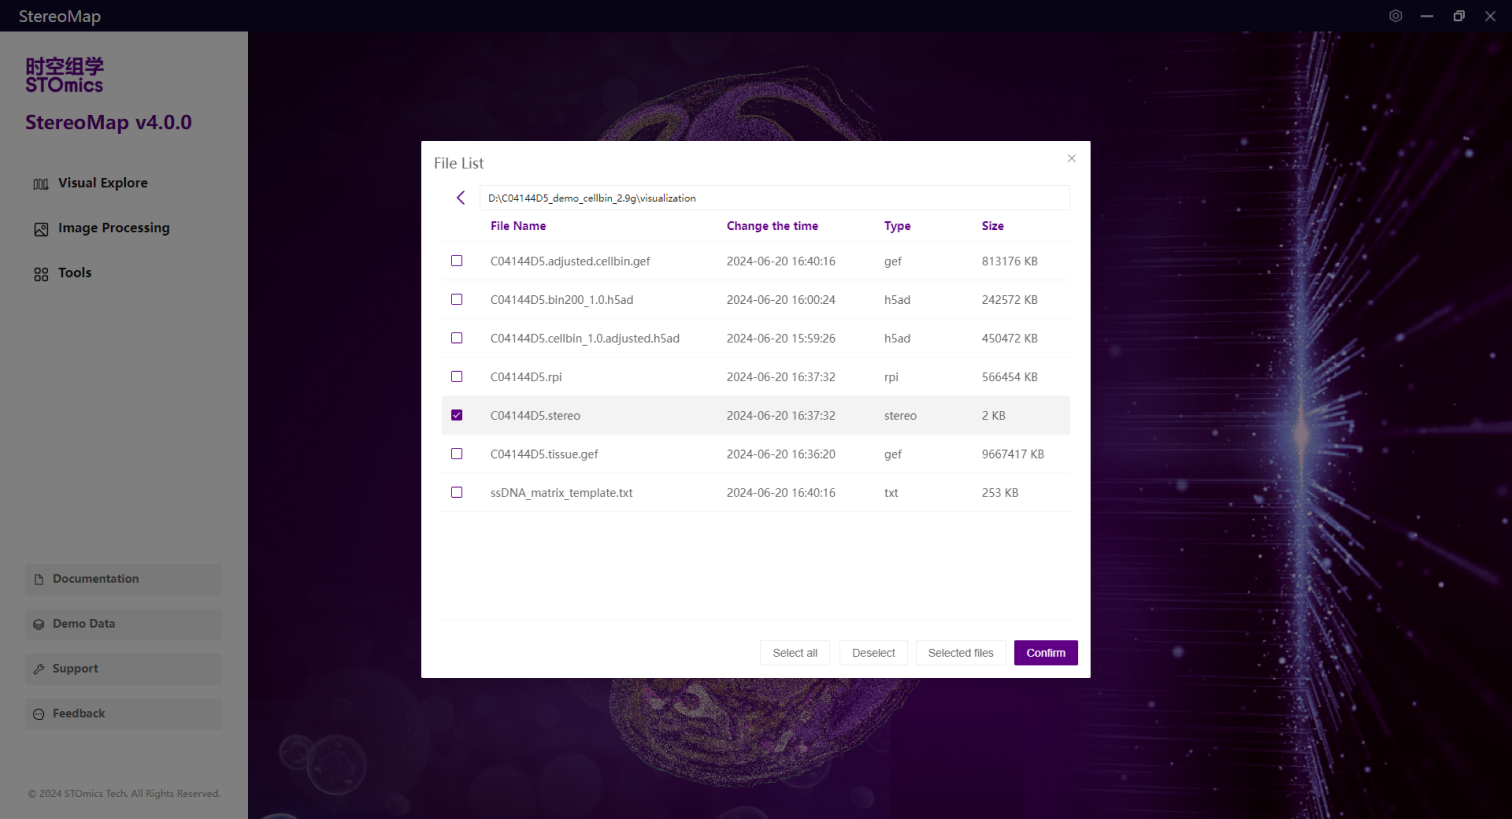 StereoMap
时空组学
STOmics
StereoMap v4.0.0
Visual Explore
Image Processing
Tools
Documentation
Demo Data
Support
Feedback
© 2024 STOmics Tech. All Rights Reserved.
File List
D:\C04144D5_demo_cellbin_2.9g\visualization
File Name Change the time Type Size
C04144D5.adjusted.cellbin.gef 2024-06-20 16:40:16 gef 813176 KB
C04144D5.bin200_1.0.h5ad 2024-06-20 16:00:24 h5ad 242572 KB
C04144D5.cellbin_1.0.adjusted.h5ad 2024-06-20 15:59:26 h5ad 450472 KB
C04144D5.rpi 2024-06-20 16:37:32 rpi 566454 KB
C04144D5.stereo 2024-06-20 16:37:32 stereo 2 KB
C04144D5.tissue.gef 2024-06-20 16:36:20 gef 9667417 KB
ssDNA_matrix_template.txt 2024-06-20 16:40:16 txt 253 KB
Select all Deselect Selected files Confirm